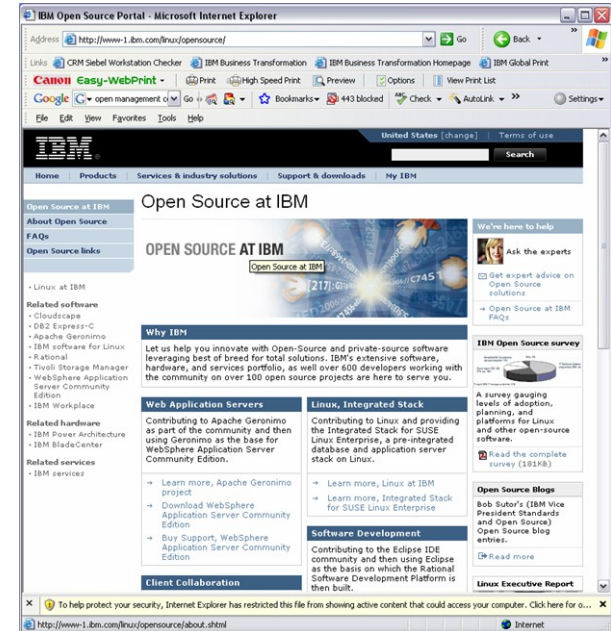 IBM Open Source Portal - Microsoft Internet Explorer
Address http://www-1.ibm.com/linux/opensource/ Go Back »
Links CRM Siebel Workstation Checker IBM Business Transformation IBM Business Transformation Homepage IBM Global Print »
Canon Easy-WebPrint Print High Speed Print Preview Options View Print List
Google open management Go Bookmarks 443 blocked Check AutoLink » Settings
File Edit View Favorites Tools Help
United States [change] | Terms of use
IBM
Search
Home | Products | Services & industry solutions | Support & downloads | My IBM
Open Source at IBM
About Open Source
FAQs
Open Source links
· Linux at IBM
Related software
· Cloudscape
· DB2 Express-C
· Apache Geronimo
· IBM software for Linux
· Rational
· Tivoli Storage Manager
· WebSphere Application
Server Community
Edition
· IBM Workplace
Related hardware
· IBM Power Architecture
· IBM BladeCenter
Related services
· IBM services
Open Source at IBM
OPEN SOURCE AT IBM
Open Source at IBM
Why IBM
Let us help you innovate with Open-Source and private-source software
leveraging best of breed for total solutions. IBM's extensive software,
hardware, and services portfolio, as well over 600 developers working with
the community on over 100 open source projects are here to serve you.
Web Application Servers
Contributing to Apache Geronimo
as part of the community and then
using Geronimo as the base for
WebSphere Application Server
Community Edition.
→ Learn more, Apache Geronimo
project
→ Download WebSphere
Application Server Community
Edition
→ Buy Support, WebSphere
Application Server Community
Edition
Client Collaboration
Linux, Integrated Stack
Contributing to Linux and providing
the Integrated Stack for SUSE
Linux Enterprise, a pre-integrated
database and application server
stack on Linux.
→ Learn more, Linux at IBM
→ Learn more, Integrated Stack
for SUSE Linux Enterprise
Software Development
Contributing to the Eclipse IDE
community and then using Eclipse
as the basis on which the Rational
Software Development Platform is
then built.
We're here to help
Ask the experts
Get expert advice on
Open Source
solutions
→ Open Source at IBM
FAQs
IBM Open Source survey
A survey gauging
levels of adoption,
planning, and
platforms for Linux
and other open-source
software.
Read the complete
survey (181KB)
Open Source Blogs
Bob Sutor's (IBM Vice
President Standards
and Open Source)
Open Source blog
entries.
Read more
Linux Executive Report
To help protect your security, Internet Explorer has restricted this file from showing active content that could access your computer. Click here for o...
http://www-1.ibm.com/linux/opensource/about.shtml Internet